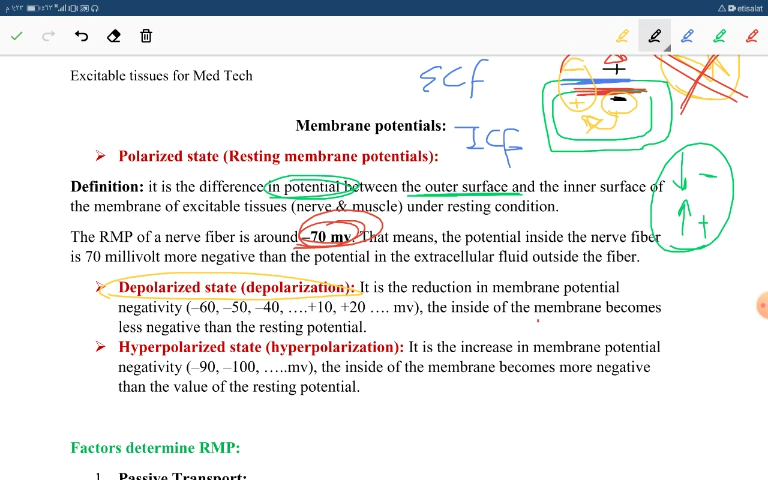 etisalat
Excitable tissues for Med Tech
ECF
Membrane potentials:
ICF
➢ Polarized state (Resting membrane potentials):
Definition: it is the difference in potential between the outer surface and the inner surface of
the membrane of excitable tissues (nerve & muscle) under resting condition.
The RMP of a nerve fiber is around –70 mv. That means, the potential inside the nerve fiber
is 70 millivolt more negative than the potential in the extracellular fluid outside the fiber.
➢ Depolarized state (depolarization): It is the reduction in membrane potential
negativity (–60, –50, –40, ….+10, +20 …. mv), the inside of the membrane becomes
less negative than the resting potential.
➢ Hyperpolarized state (hyperpolarization): It is the increase in membrane potential
negativity (–90, –100, …..mv), the inside of the membrane becomes more negative
than the value of the resting potential.
Factors determine RMP:
1. Passive Transport: